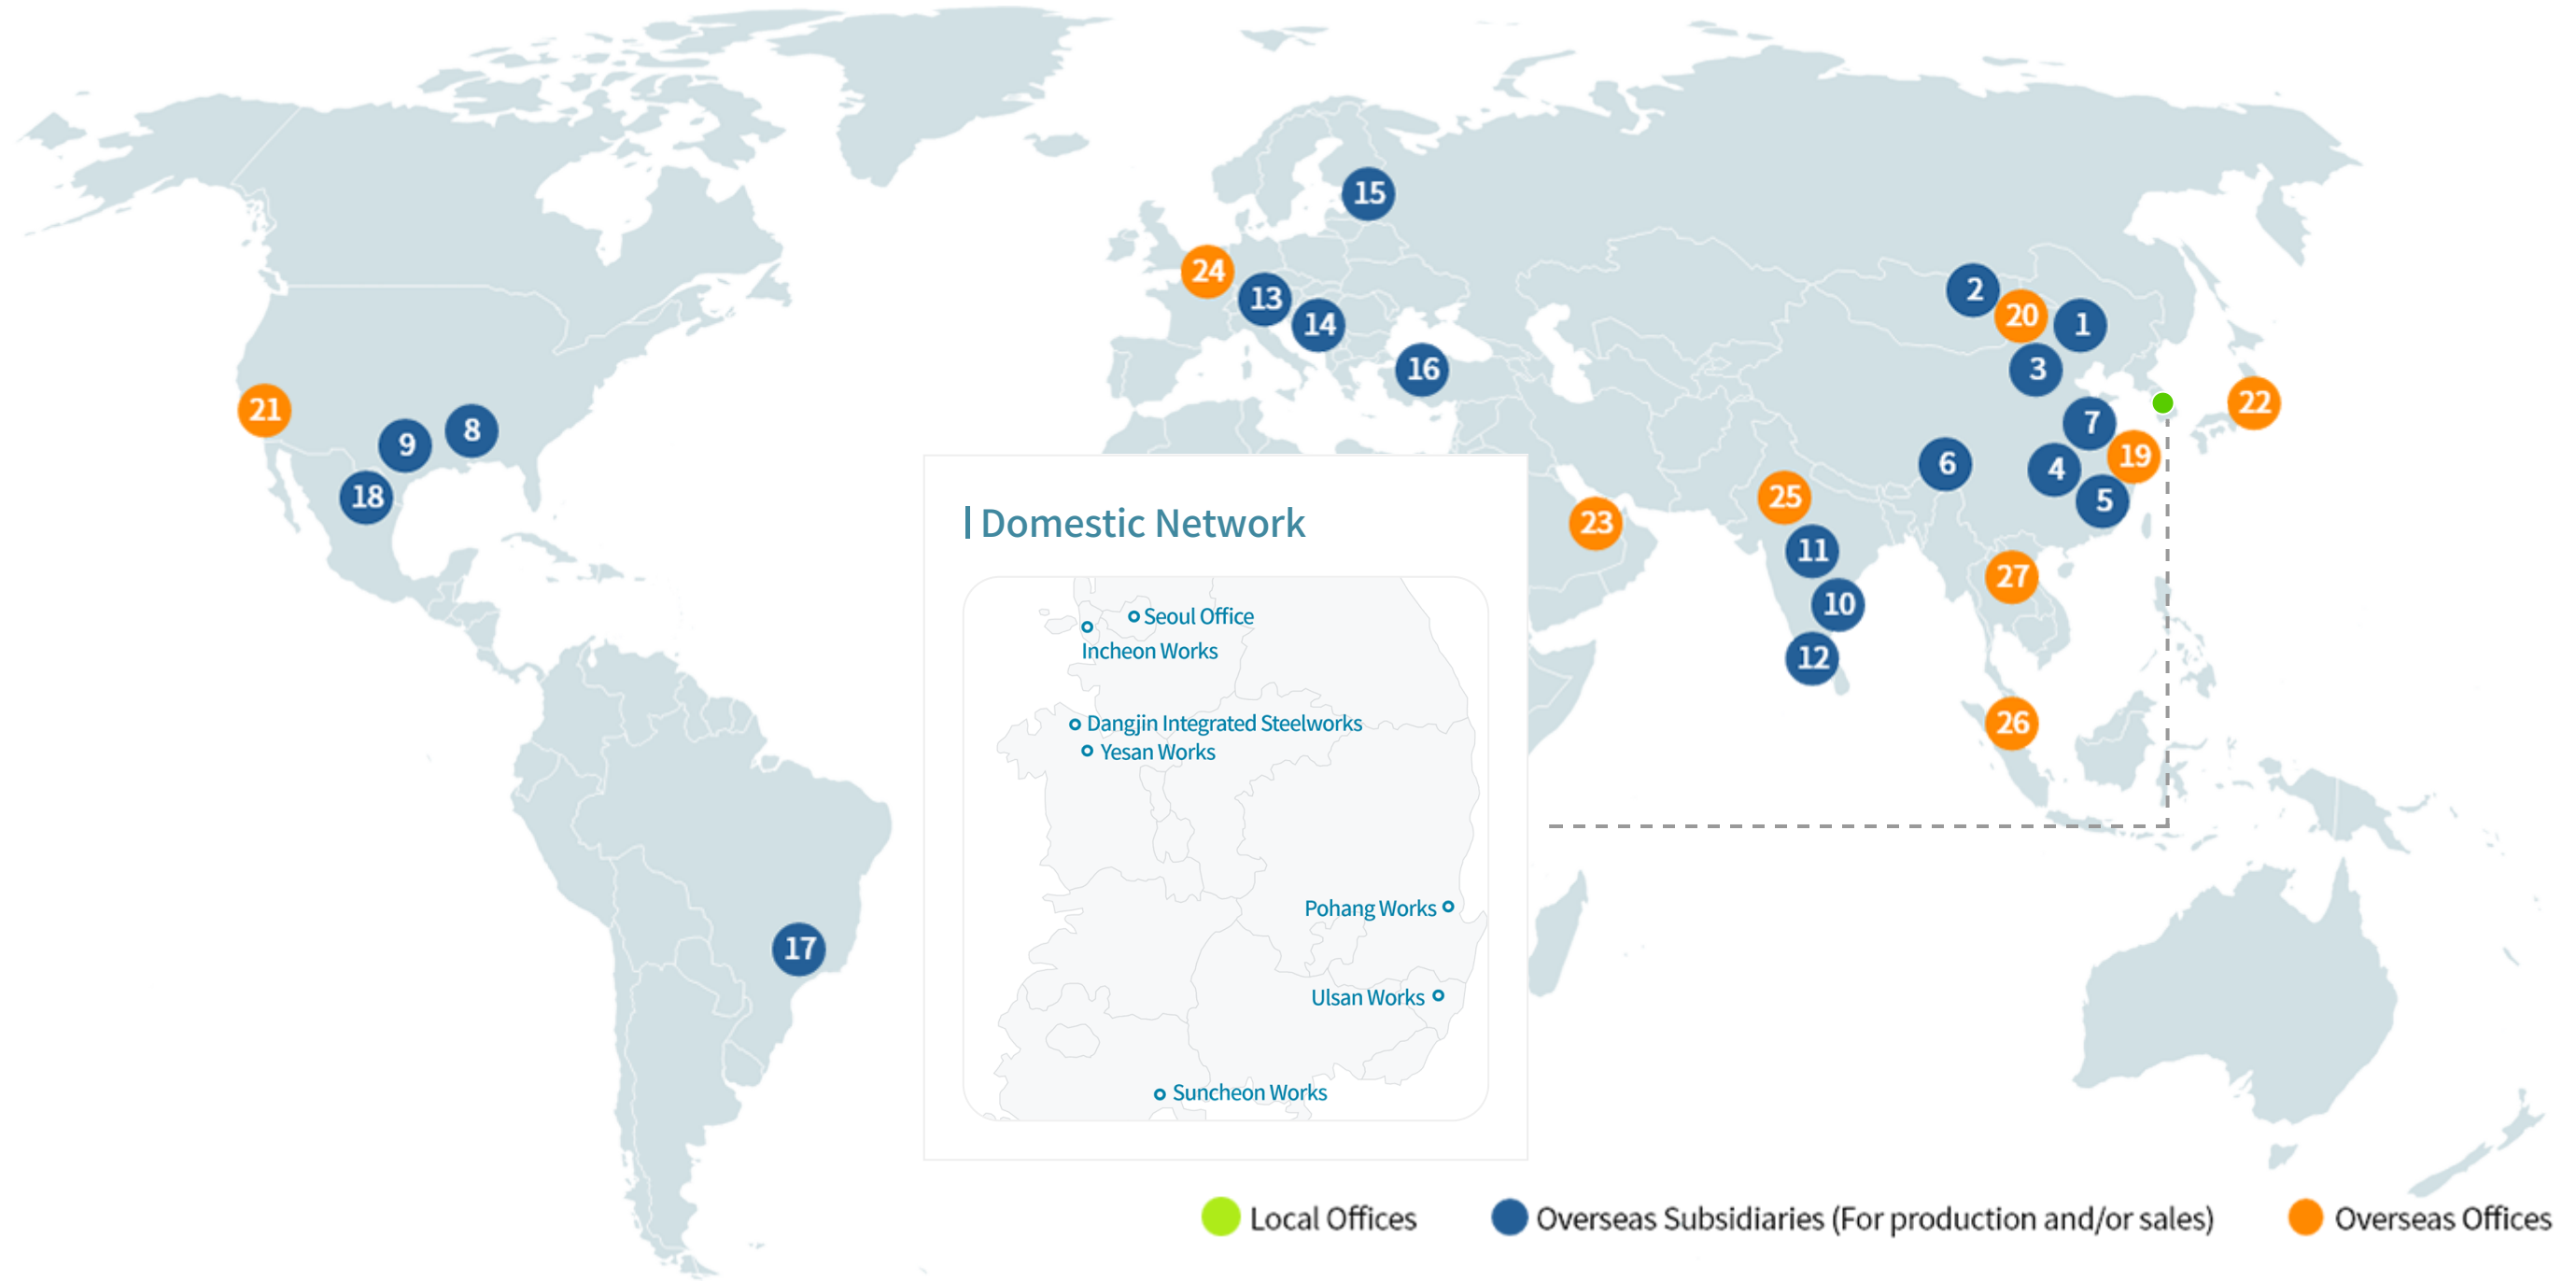 15
24
13
2
14
20
1
16
3
21
22
7
8
9
19
6
4
18
25
5
23
Domestic Network
11
27
10
Seoul Office
Incheon Works
12
Dangjin Integrated Steelworks
26
Yesan Works
Pohang Works
17
Ulsan Works
Suncheon Works
Local Offices
Overseas Subsidiaries (For production and/or sales)
Overseas Offices